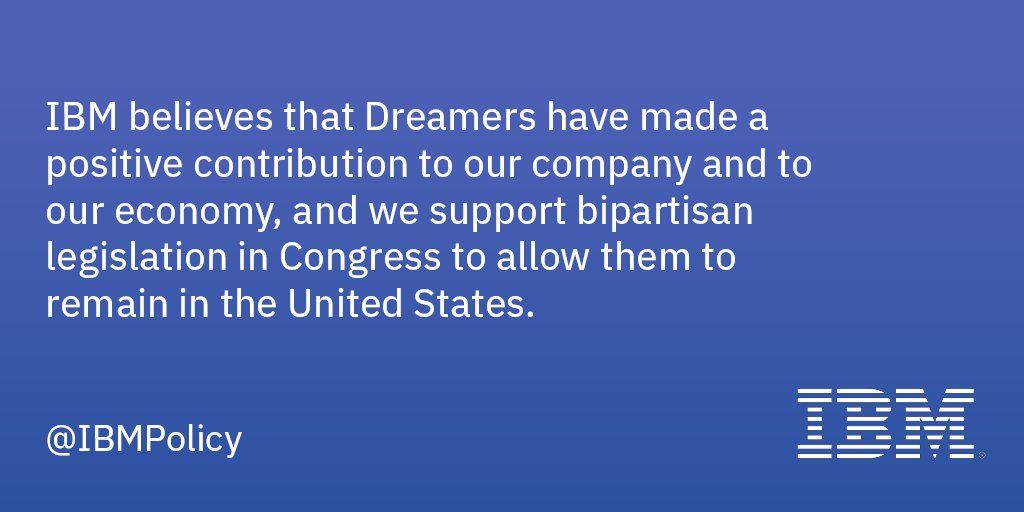 IBM believes that Dreamers have made a
positive contribution to our company and to
our economy, and we support bipartisan
legislation in Congress to allow them to
remain in the United States.
@IBMPolicy
IBM